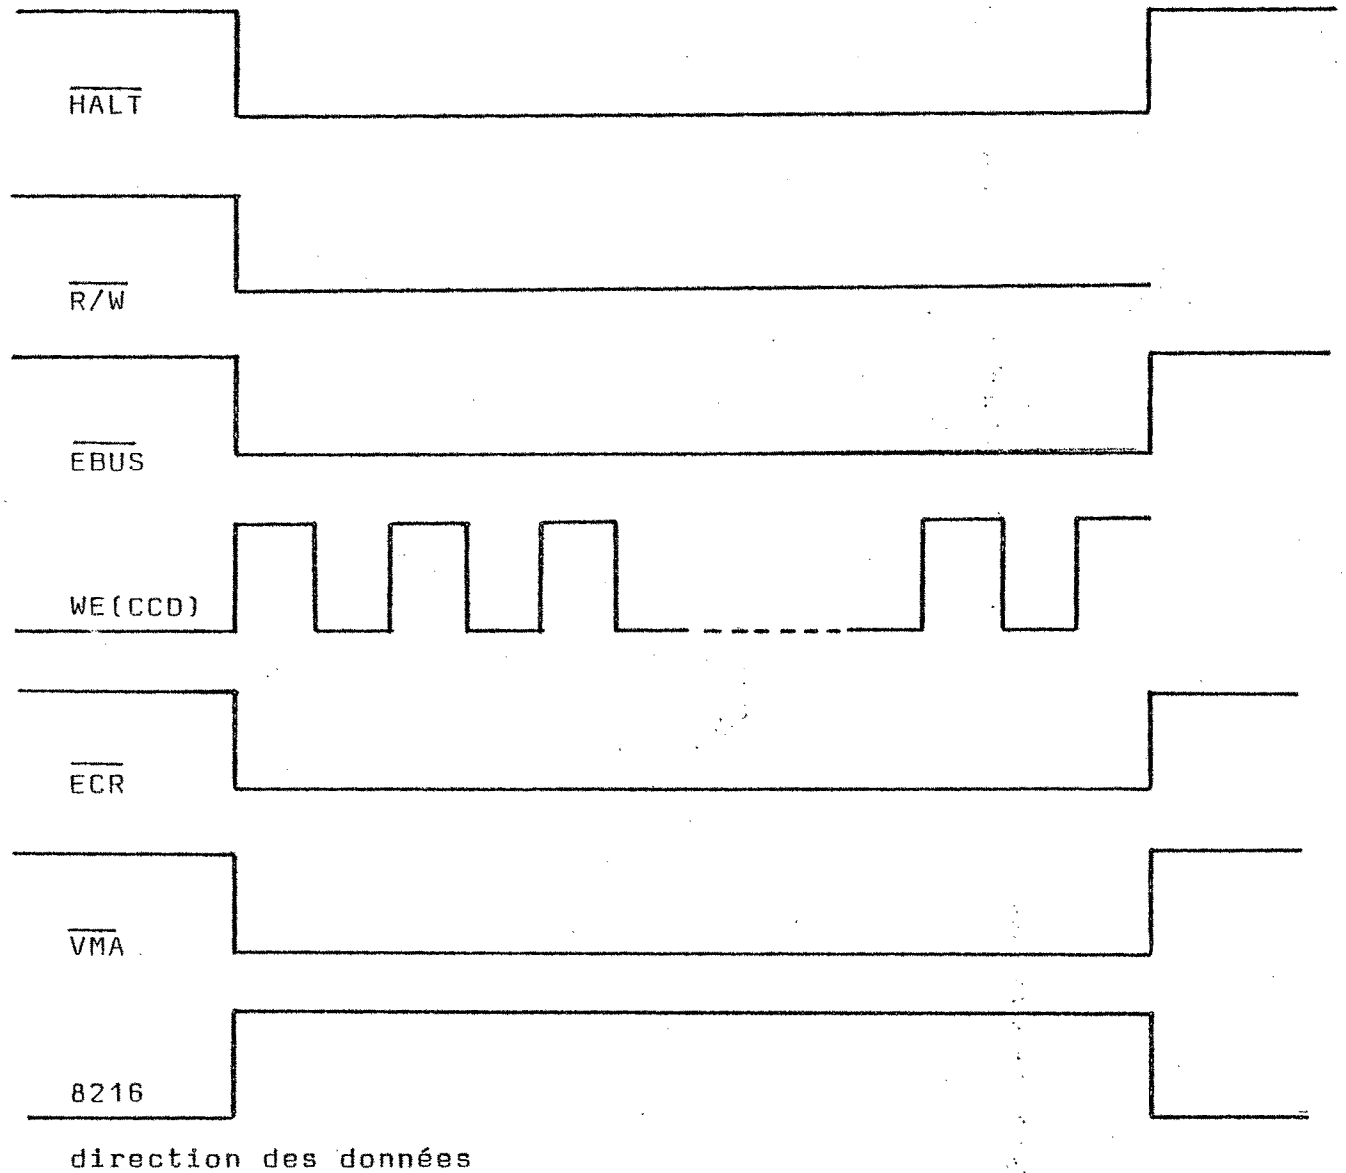 HALT
R/W
EBUS
WE(CCD)
ECR
VMA
8216
direction des données